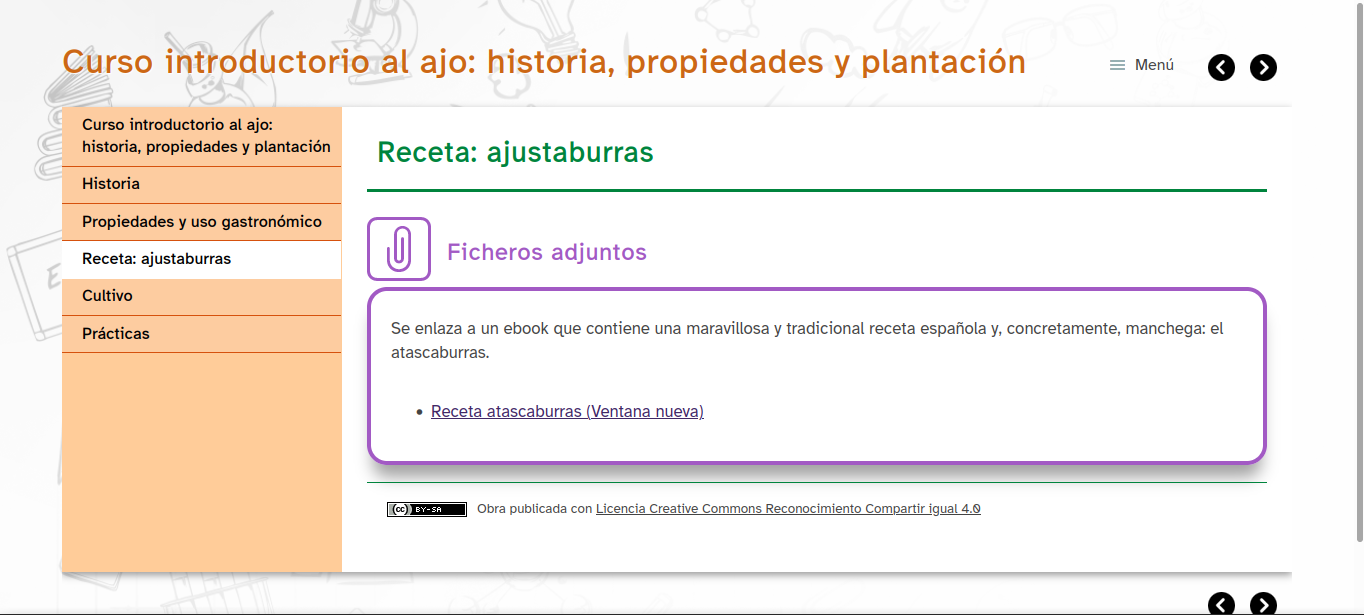 Curso introductorio al ajo: historia, propiedades y plantación
Menú
Curso introductorio al ajo:
historia, propiedades y plantación
Historia
Propiedades y uso gastronómico
Receta: ajustaburras
Cultivo
Prácticas
Receta: ajustaburras
Ficheros adjuntos
Se enlaza a un ebook que contiene una maravillosa y tradicional receta española y, concretamente, manchega: el
atascaburras.
• Receta atascaburras (Ventana nueva)
(cc) BY-SA
Obra publicada con Licencia Creative Commons Reconocimiento Compartir igual 4.0